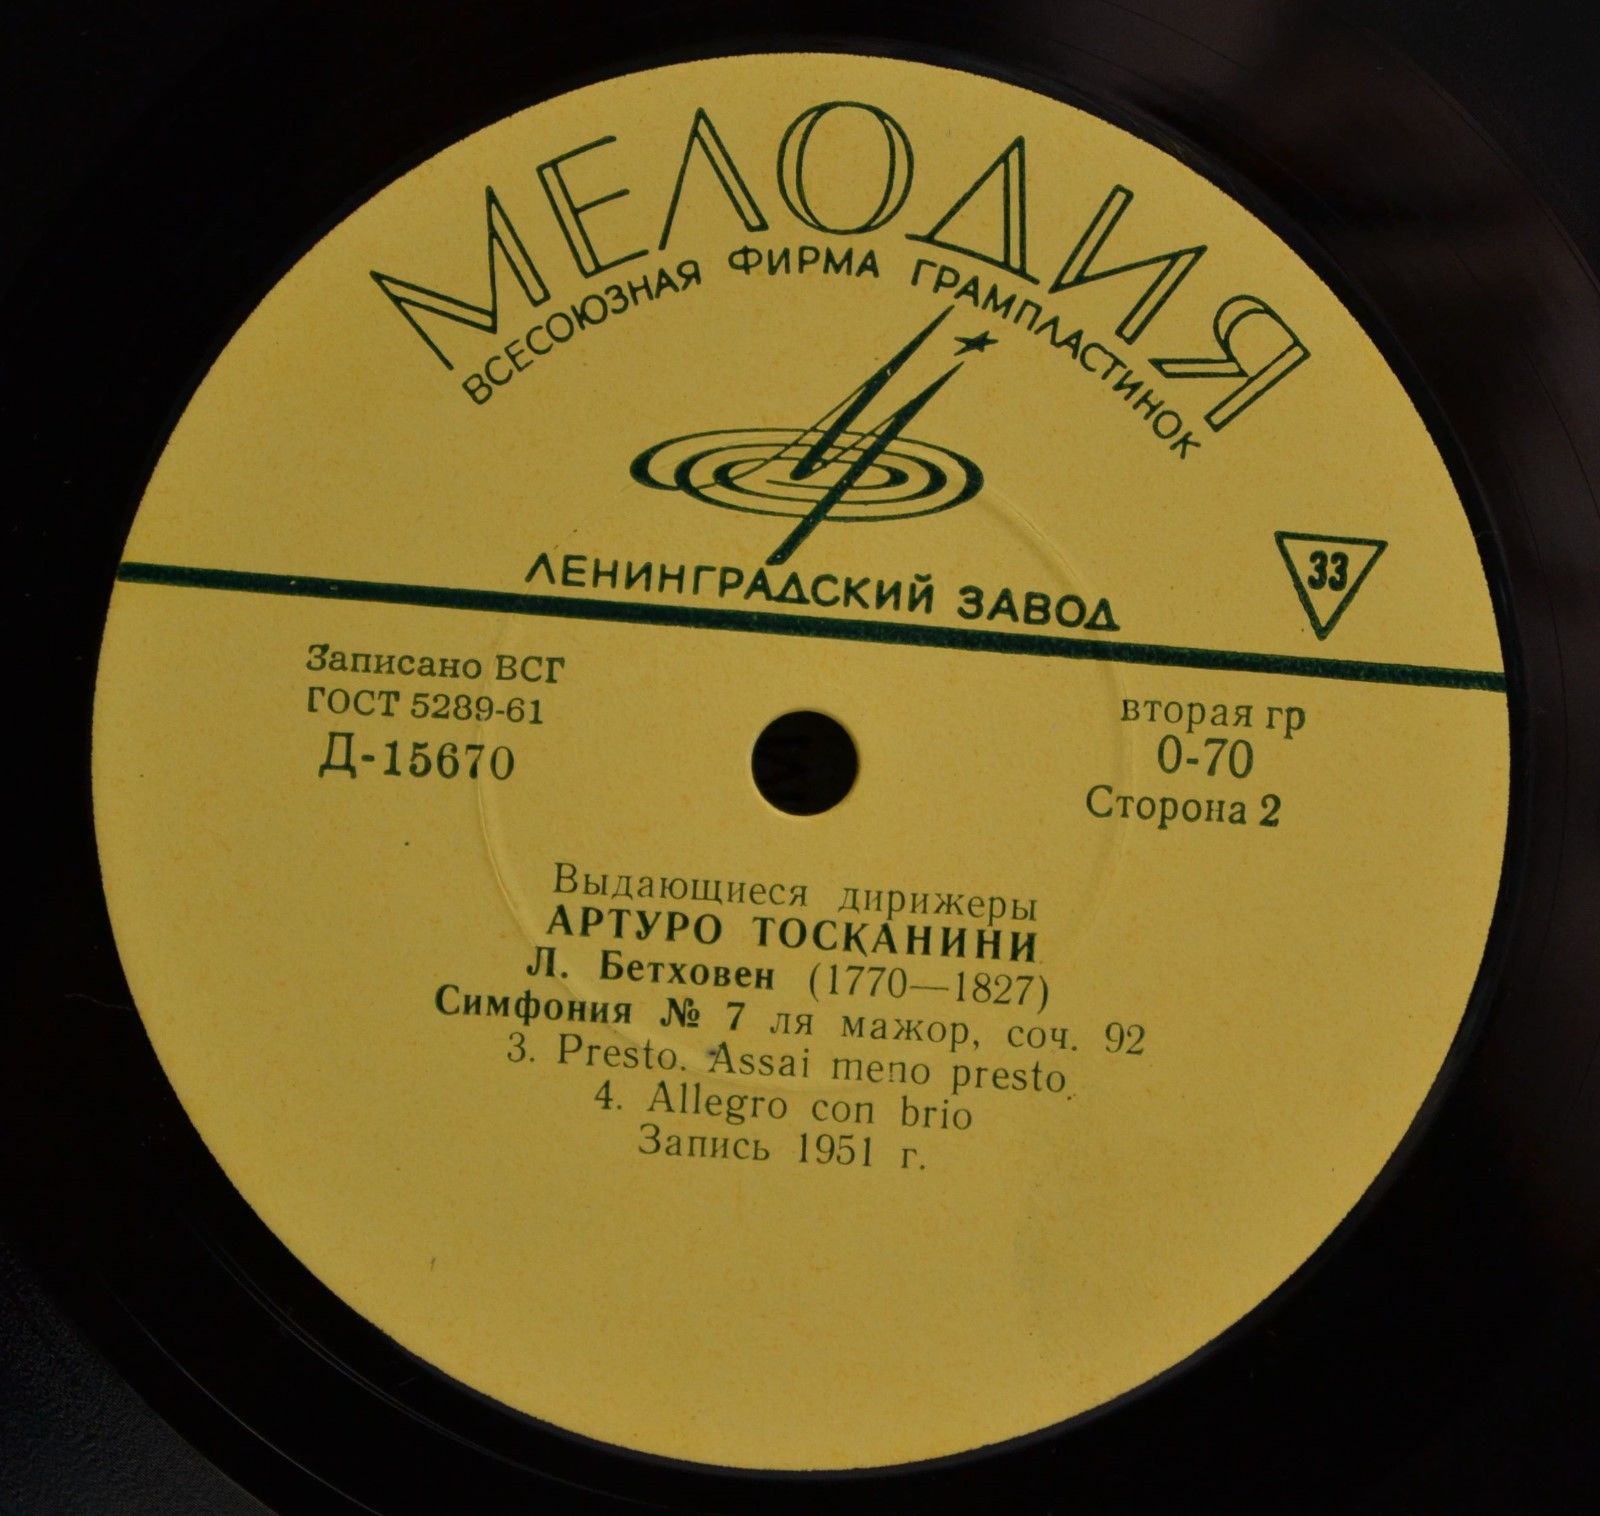 МЕЛОДИЯ
ВСЕСОЮЗНАЯ ФИРМА ГРАМПЛАСТИНОК
ЛЕНИНГРАДСКИЙ ЗАВОД
33
Записано ВСГ
ГОСТ 5289-61
Д-15670
вторая гр
0-70
Сторона 2
Выдающиеся дирижеры
АРТУРО ТОСКАНИНИ
Л. Бетховен (1770—1827)
Симфония № 7 ля мажор, соч. 92
3. Presto. Assai meno presto
4. Allegro con brio
Запись 1951 г.